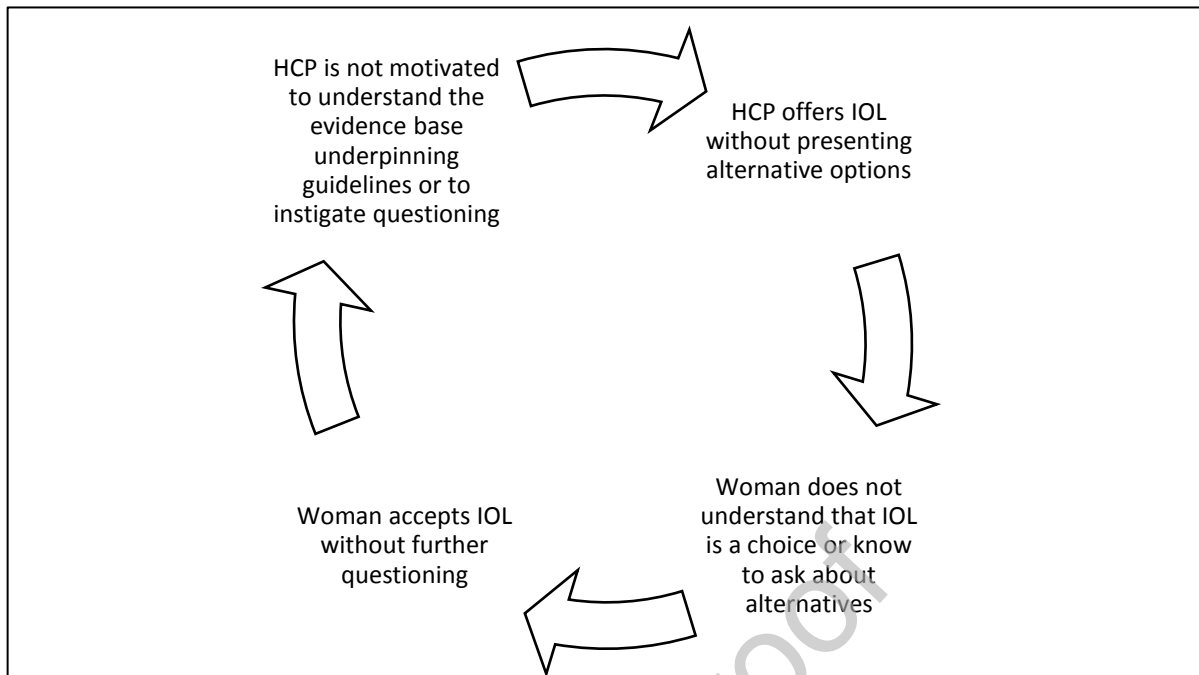 HCP is not motivated
to understand the
evidence base
underpinning
guidelines or to
instigate questioning
HCP offers IOL
without presenting
alternative options
Woman does not
understand that IOL
is a choice or know
to ask about
alternatives
Woman accepts IOL
without further
questioning